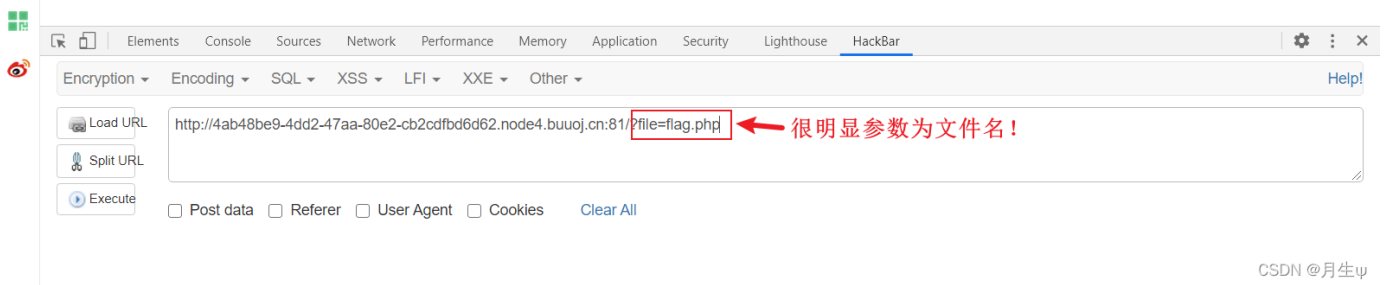 Elements Console Sources Network Performance Memory Application Security Lighthouse HackBar
Encryption Encoding SQL XSS LFI XXE Other Help!
Load URL
http://4ab48be9-4dd2-47aa-80e2-cb2cdfbd6d62.node4.buuoj.cn:81/?file=flag.php
很明显参数为文件名！
Split URL
Execute
Post data Referer User Agent Cookies Clear All
CSDN @月生ψ